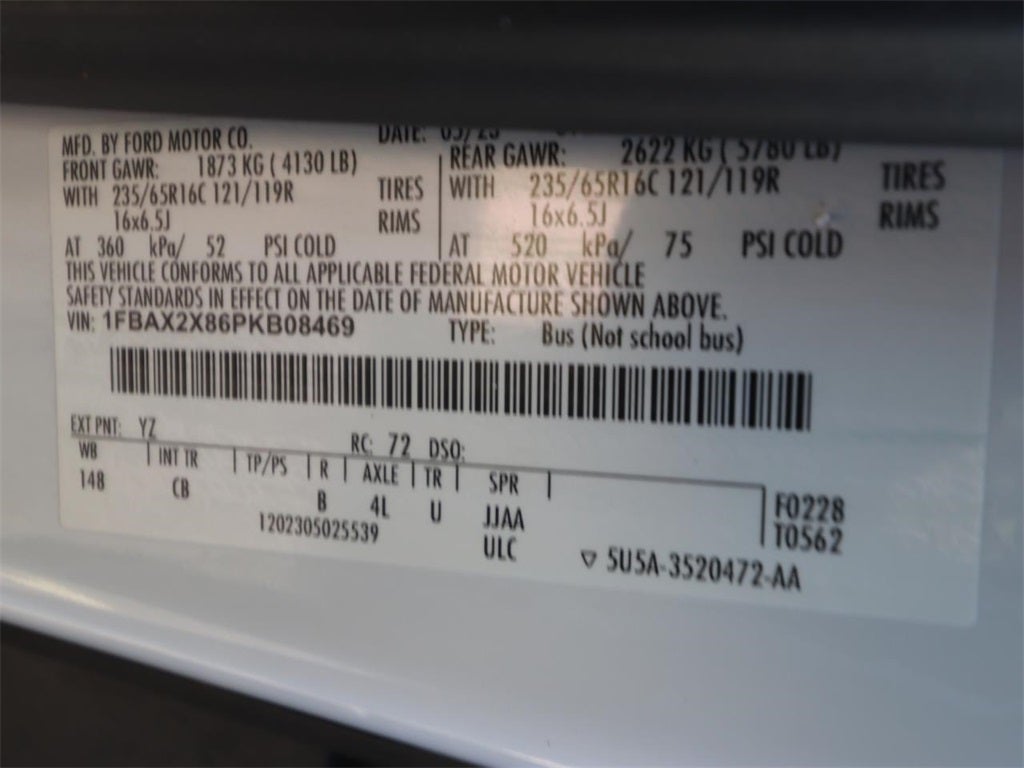 MFD. BY FORD MOTOR CO. DATE: 05/23
FRONT GAWR: 1873 KG ( 4130 LB) REAR GAWR: 2622 KG ( 5780 LB)
WITH 235/65R16C 121/119R TIRES WITH 235/65R16C 121/119R TIRES
16x6.5J RIMS 16x6.5J RIMS
AT 360 kPa/ 52 PSI COLD AT 520 kPa/ 75 PSI COLD
THIS VEHICLE CONFORMS TO ALL APPLICABLE FEDERAL MOTOR VEHICLE
SAFETY STANDARDS IN EFFECT ON THE DATE OF MANUFACTURE SHOWN ABOVE.
VIN: 1FBAX2X86PKB08469 TYPE: Bus (Not school bus)
EXT PNT: YZ RC: 72 DSO:
WB INT TR TP/PS R AXLE TR SPR
148 CB B 4L U JJAA F0228
1202305025539 ULC T0562
▽ 5U5A-3520472-AA